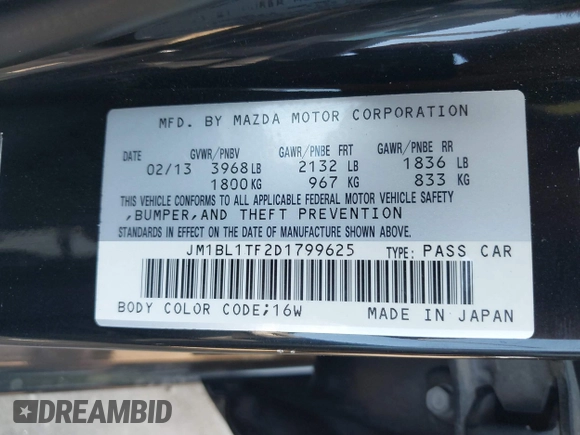 MFD. BY MAZDA MOTOR CORPORATION
DATE GVWR/PNBV GAWR/PNBE FRT GAWR/PNBE RR
02/13 3968 LB 2132 LB 1836 LB
1800 KG 967 KG 833 KG
THIS VEHICLE CONFORMS TO ALL APPLICABLE FEDERAL MOTOR VEHICLE SAFETY
,BUMPER,AND THEFT PREVENTION
STANDARDS IN EFFECT ON THE DATE OF MANUFACTURE SHOWN ABOVE.
JM1BL1TF2D1799625 TYPE: PASS CAR
BODY COLOR CODE;16W MADE IN JAPAN
DREAMBID